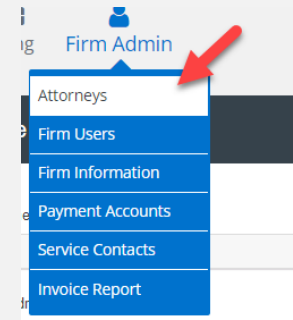 Firm Admin
Attorneys
Firm Users
Firm Information
Payment Accounts
Service Contacts
Invoice Report